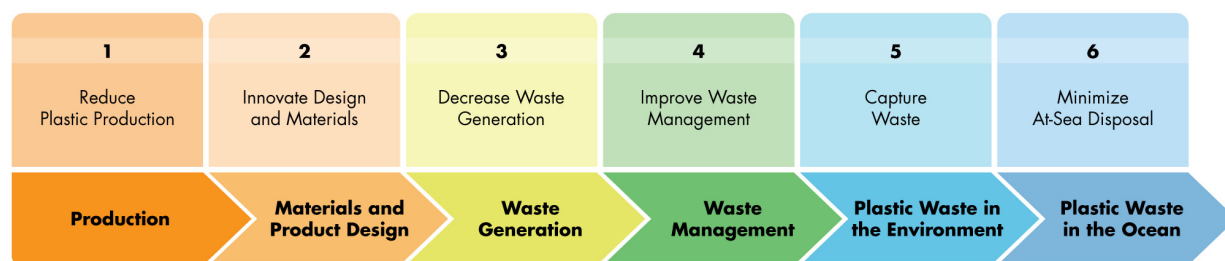 1
Reduce
Plastic Production
2
Innovate Design
and Materials
3
Decrease Waste
Generation
4
Improve Waste
Management
5
Capture
Waste
6
Minimize
At-Sea Disposal
Production
Materials and
Product Design
Waste
Generation
Waste
Management
Plastic Waste in
the Environment
Plastic Waste
in the Ocean